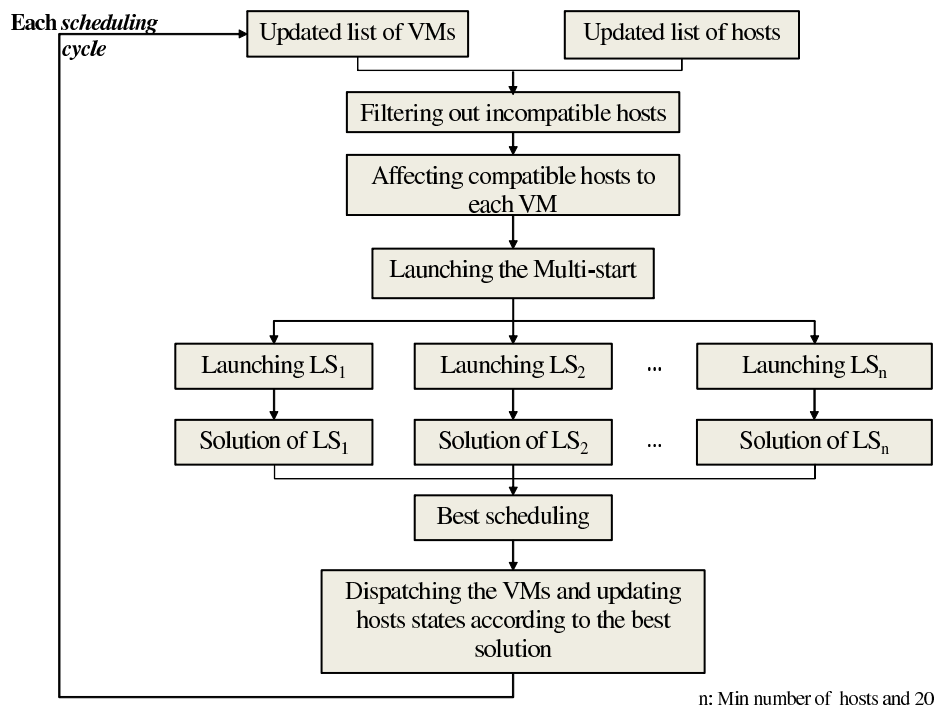 Each scheduling
cycle
Updated list of VMs
Updated list of hosts
Filtering out incompatible hosts
Affecting compatible hosts to
each VM
Launching the Multi-start
Launching LS1
Launching LS2
...
Launching LSn
Solution of LS1
Solution of LS2
...
Solution of LSn
Best scheduling
Dispatching the VMs and updating
hosts states according to the best
solution
n: Min number of hosts and 20